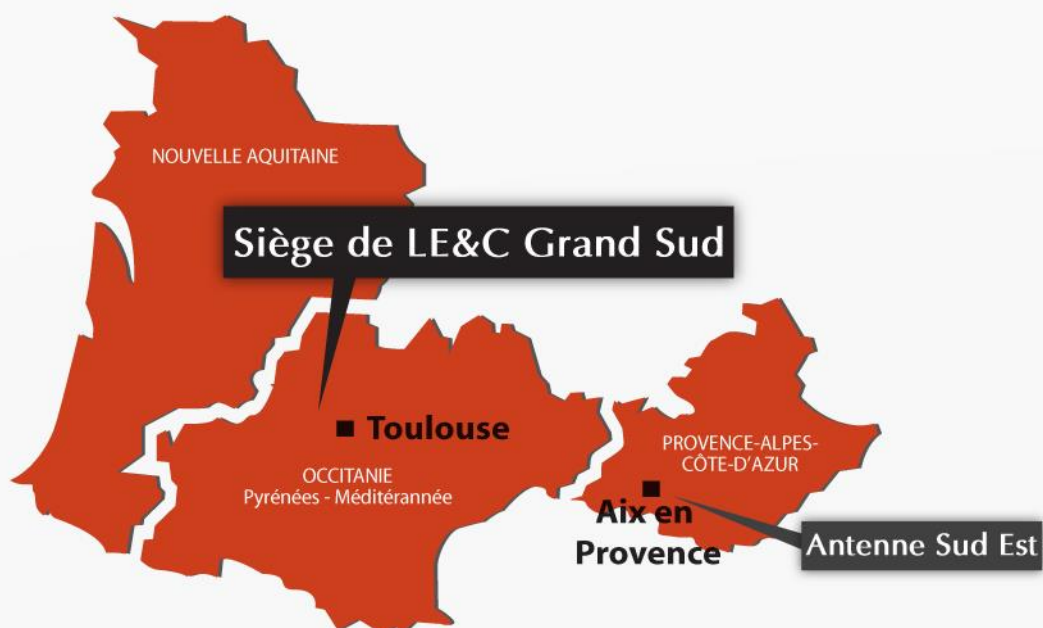 NOUVELLE AQUITAINE
Siège de LE&C Grand Sud
Toulouse
OCCITANIE
Pyrénées - Méditérannée
PROVENCE-ALPES-
CÔTE-D'AZUR
Aix en
Provence
Antenne Sud Est